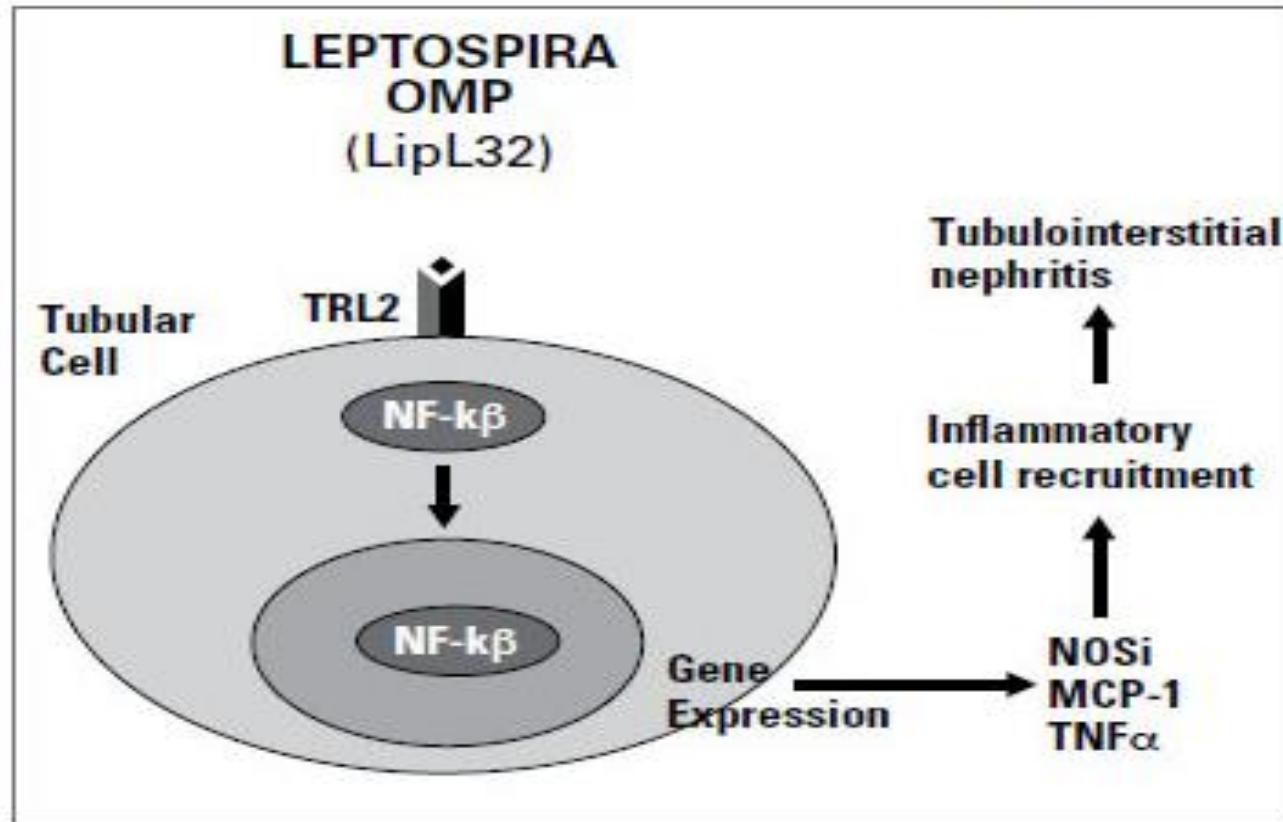 LEPTOSPIRA
OMP
(LipL32)
TRL2
Tubular
Cell
NF-kβ
NF-kβ
Gene
Expression
NOSi
MCP-1
TNFα
Inflammatory
cell recruitment
Tubulointerstitial
nephritis